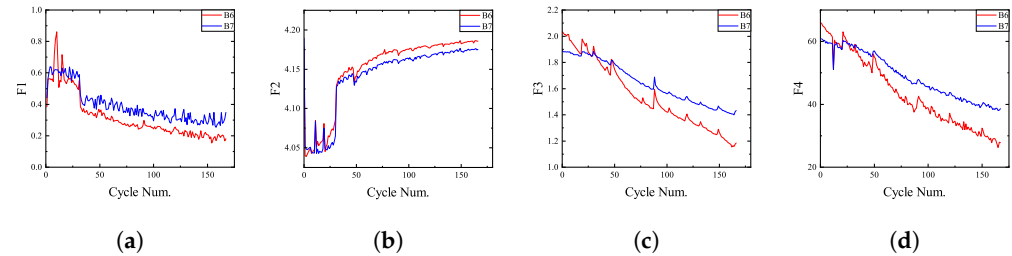 1.0
0.8
0.6
0.4
0.2
0.0
F1
0
50
100
150
Cycle Num.
B6
B7
(a)
4.20
4.15
4.10
4.05
F2
0
50
100
150
Cycle Num.
B6
B7
(b)
2.2
2.0
1.8
1.6
1.4
1.2
1.0
F3
0
50
100
150
Cycle Num.
B6
B7
(c)
60
40
20
F4
0
50
100
150
Cycle Num.
B6
B7
(d)